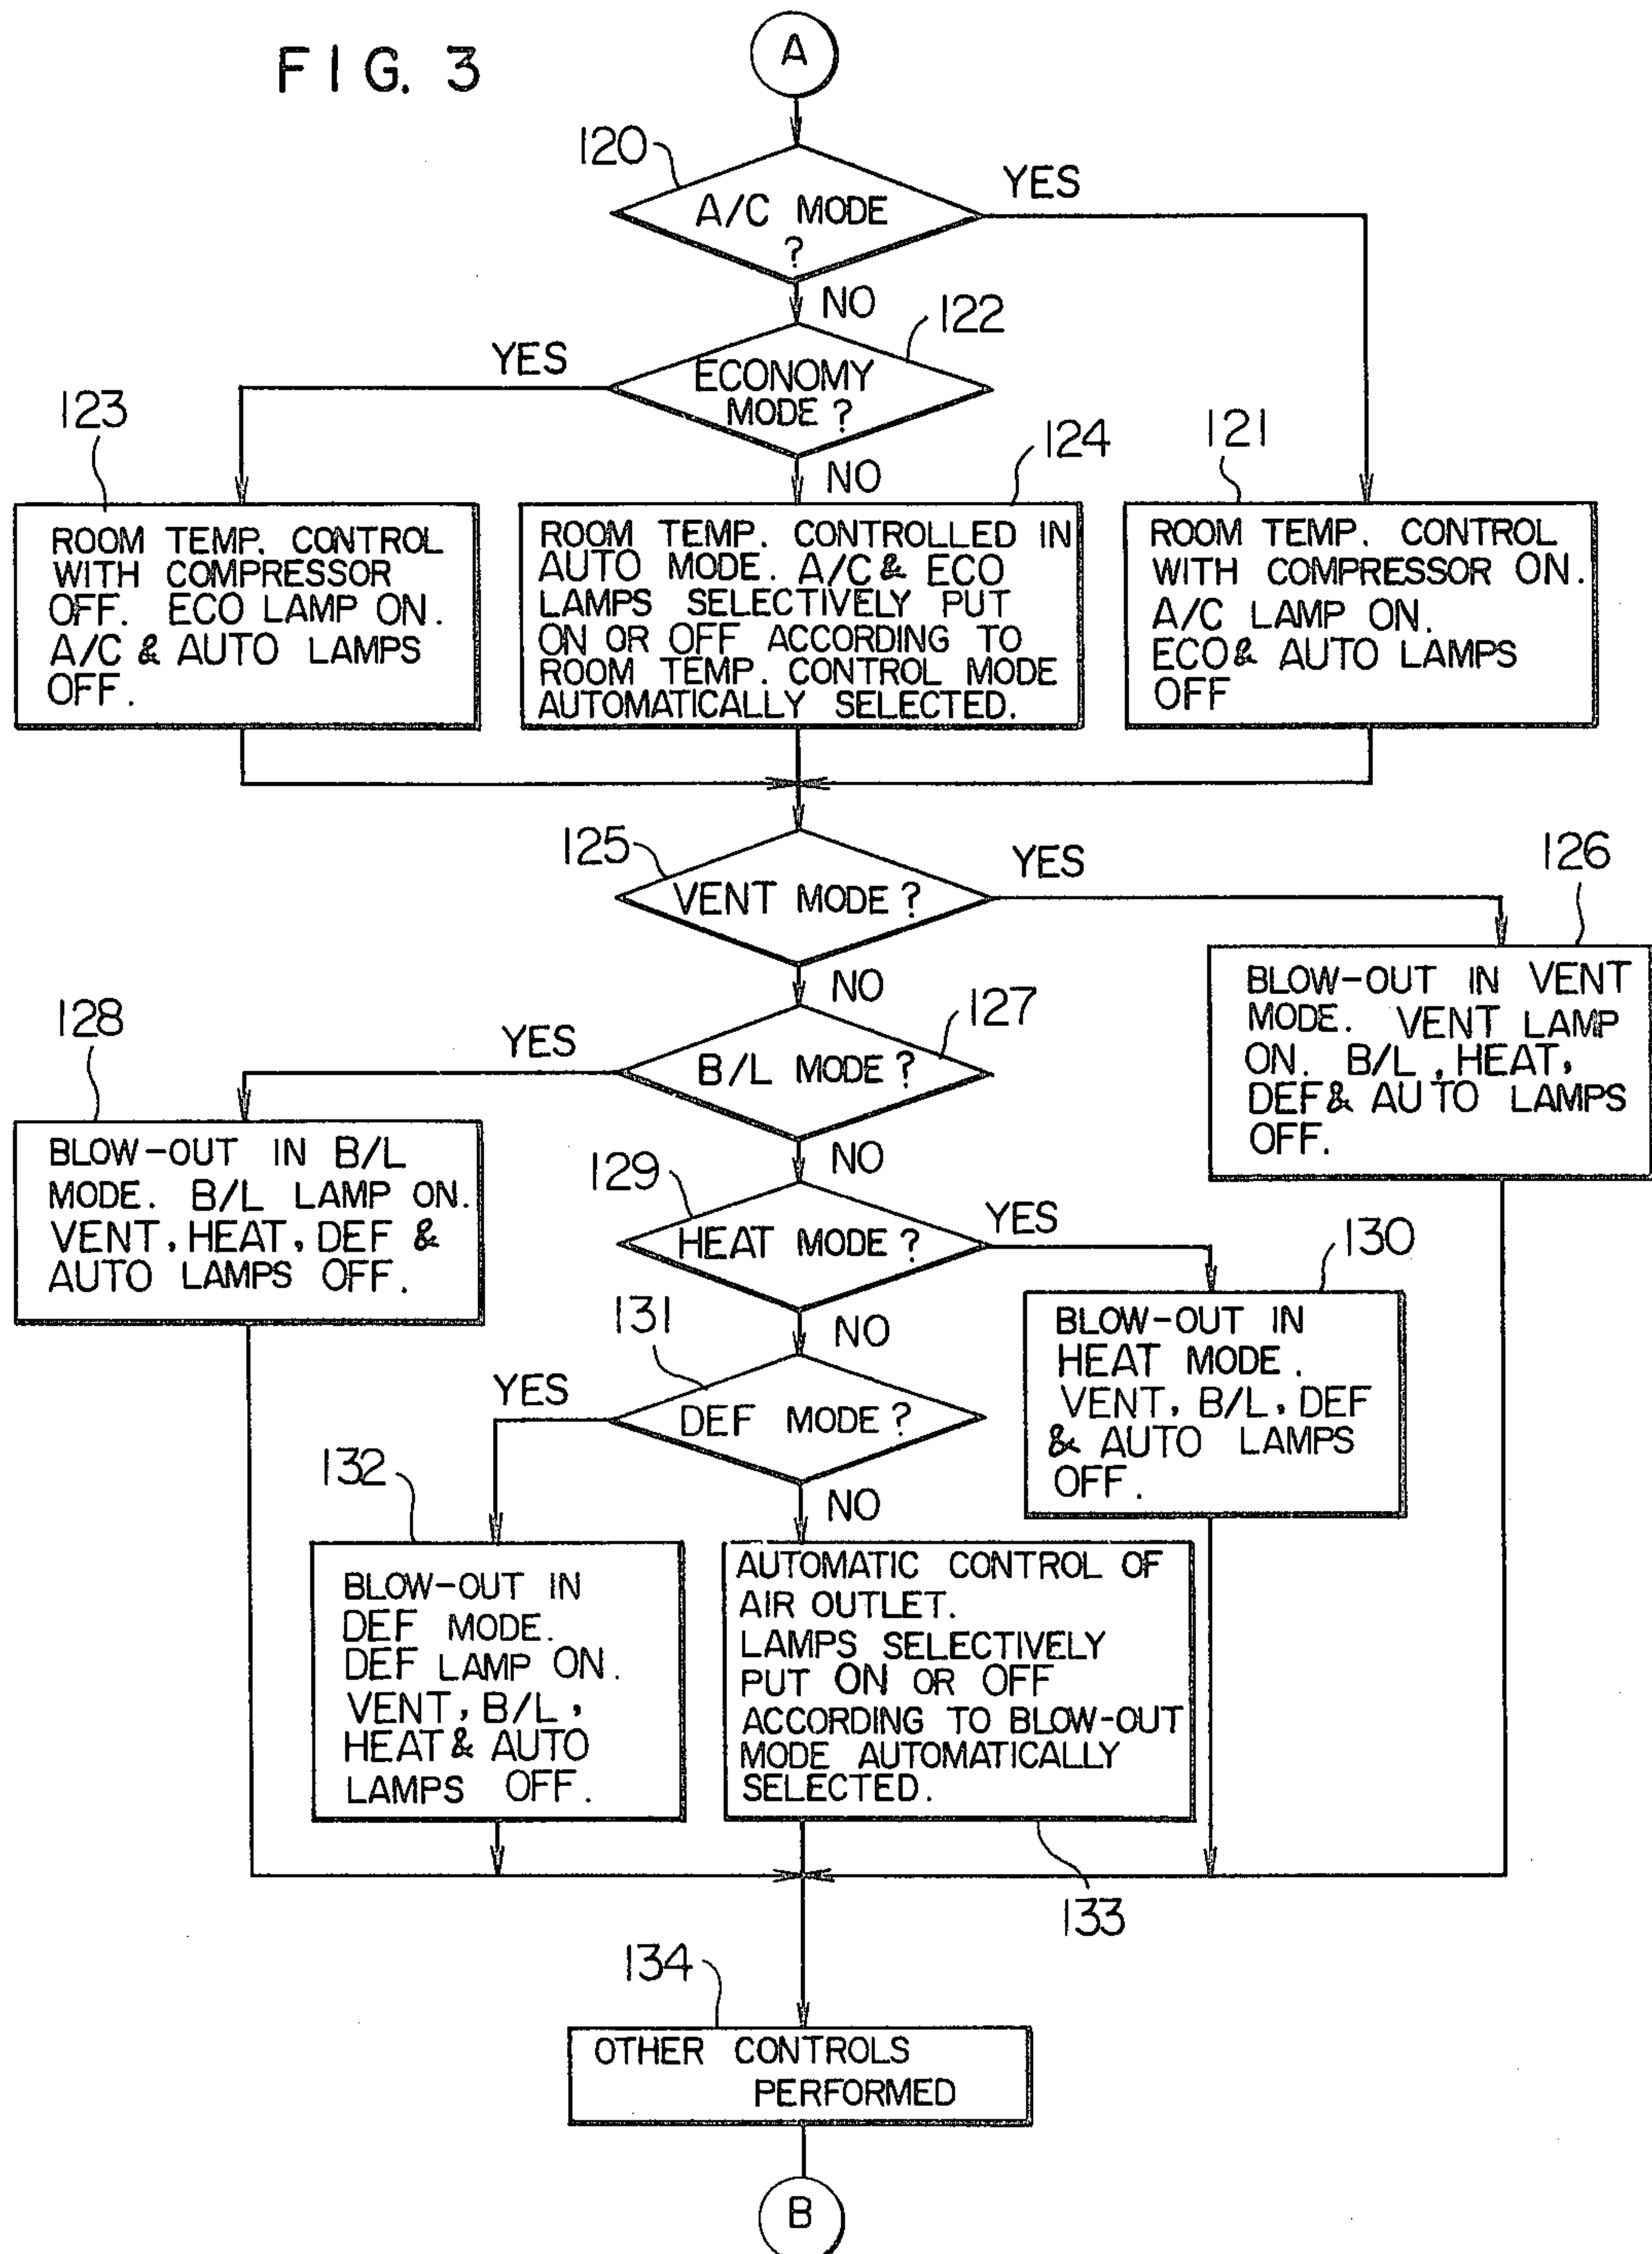 FIG. 3
A
120
A/C MODE
?
YES
NO
122
ECONOMY
MODE?
YES
NO
123
ROOM TEMP. CONTROL
WITH COMPRESSOR
OFF. ECO LAMP ON.
A/C & AUTO LAMPS
OFF.
124
ROOM TEMP. CONTROLLED IN
AUTO MODE. A/C & ECO
LAMPS SELECTIVELY PUT
ON OR OFF ACCORDING TO
ROOM TEMP. CONTROL MODE
AUTOMATICALLY SELECTED.
121
ROOM TEMP. CONTROL
WITH COMPRESSOR ON.
A/C LAMP ON.
ECO & AUTO LAMPS
OFF
125
VENT MODE?
YES
NO
126
BLOW-OUT IN VENT
MODE. VENT LAMP
ON. B/L, HEAT,
DEF & AUTO LAMPS
OFF.
127
B/L MODE?
YES
NO
128
BLOW-OUT IN B/L
MODE. B/L LAMP ON.
VENT, HEAT, DEF &
AUTO LAMPS OFF.
129
HEAT MODE?
YES
NO
130
BLOW-OUT IN
HEAT MODE.
VENT, B/L, DEF
& AUTO LAMPS
OFF.
131
DEF MODE?
YES
NO
132
BLOW-OUT IN
DEF MODE.
DEF LAMP ON.
VENT, B/L,
HEAT & AUTO
LAMPS OFF.
AUTOMATIC CONTROL OF
AIR OUTLET.
LAMPS SELECTIVELY
PUT ON OR OFF
ACCORDING TO BLOW-OUT
MODE AUTOMATICALLY
SELECTED.
133
134
OTHER CONTROLS
PERFORMED
B